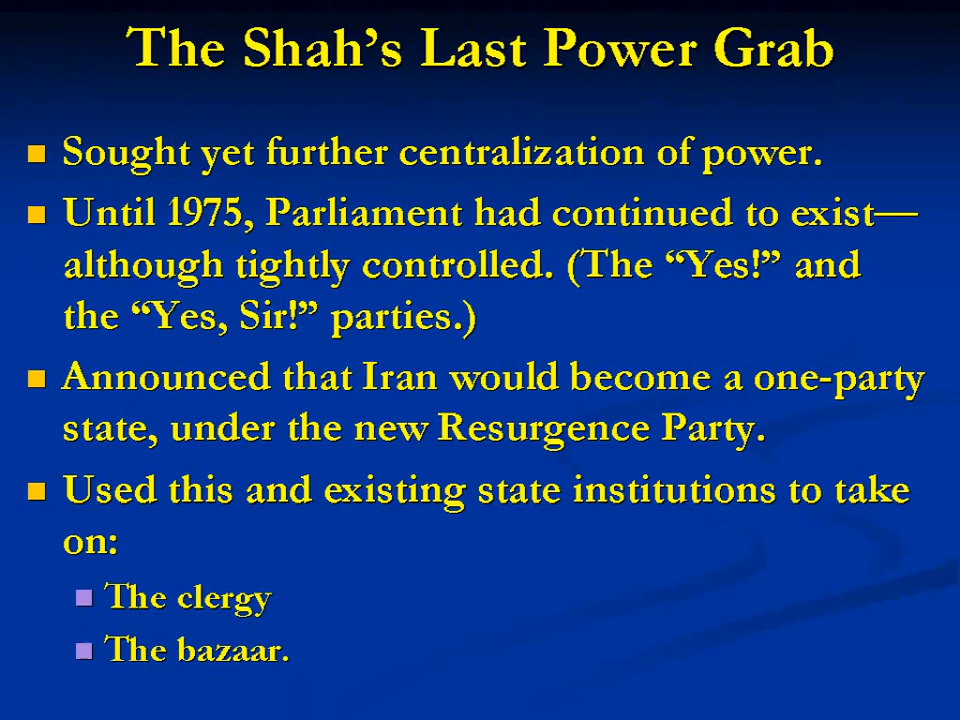 The Shah’s Last Power Grab
Sought yet further centralization of power.
Until 1975, Parliament had continued to exist—
although tightly controlled. (The “Yes!” and
the “Yes, Sir!” parties.)
Announced that Iran would become a one-party
state, under the new Resurgence Party.
Used this and existing state institutions to take
on:
The clergy
The bazaar.